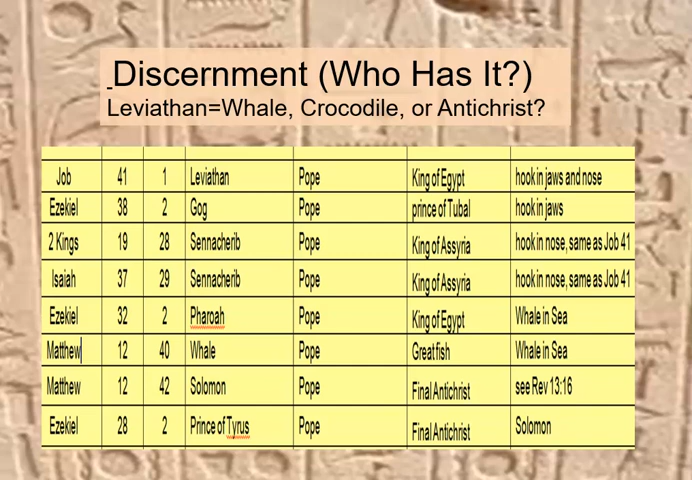 Discernment (Who Has It?)
Leviathan=Whale, Crocodile, or Antichrist?
Job 41 1 Leviathan Pope King of Egypt hook in jaws and nose
Ezekiel 38 2 Gog Pope prince of Tubal hook in jaws
2 Kings 19 28 Sennacherib Pope King of Assyria hook in nose, same as Job 41
Isaiah 37 29 Sennacherib Pope King of Assyria hook in nose, same as Job 41
Ezekiel 32 2 Pharoah Pope King of Egypt Whale in Sea
Matthew 12 40 Whale Pope Great fish Whale in Sea
Matthew 12 42 Solomon Pope Final Antichrist see Rev 13:16
Ezekiel 28 2 Prince of Tyrus Pope Final Antichrist Solomon